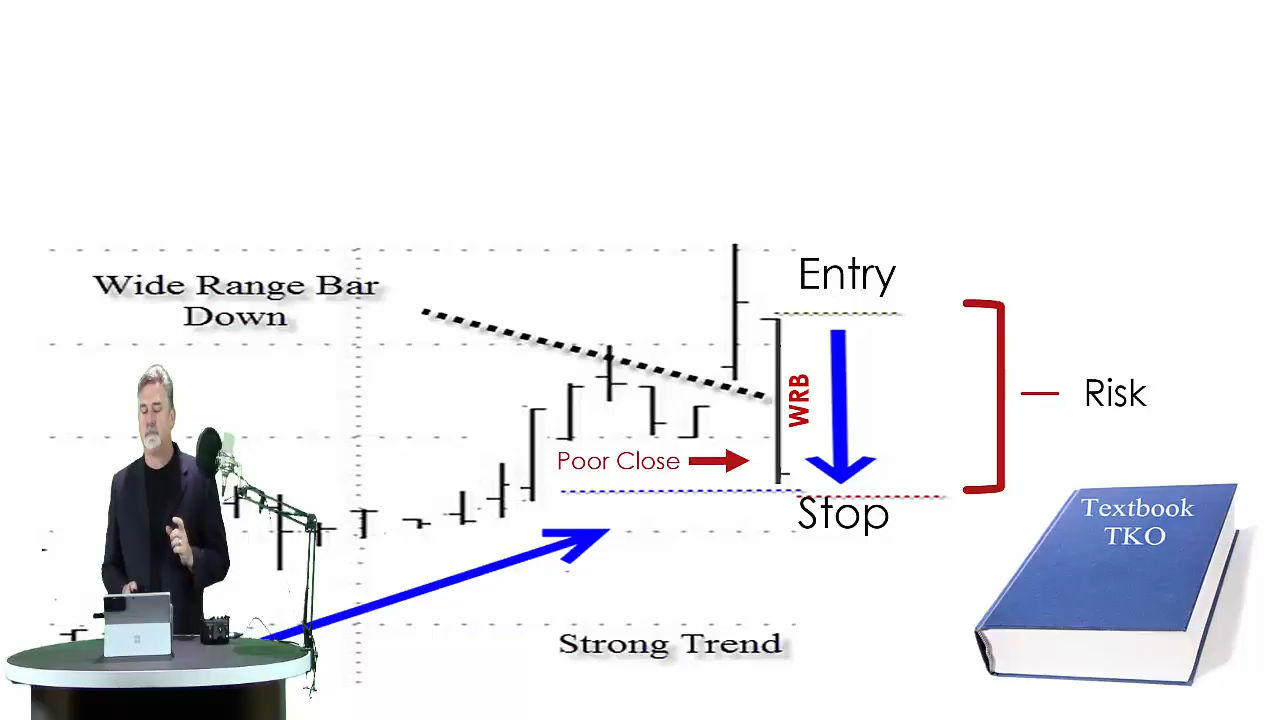 Wide Range Bar
Down
Entry
WRB
Risk
Poor Close
Stop
Textbook
TKO
Strong Trend